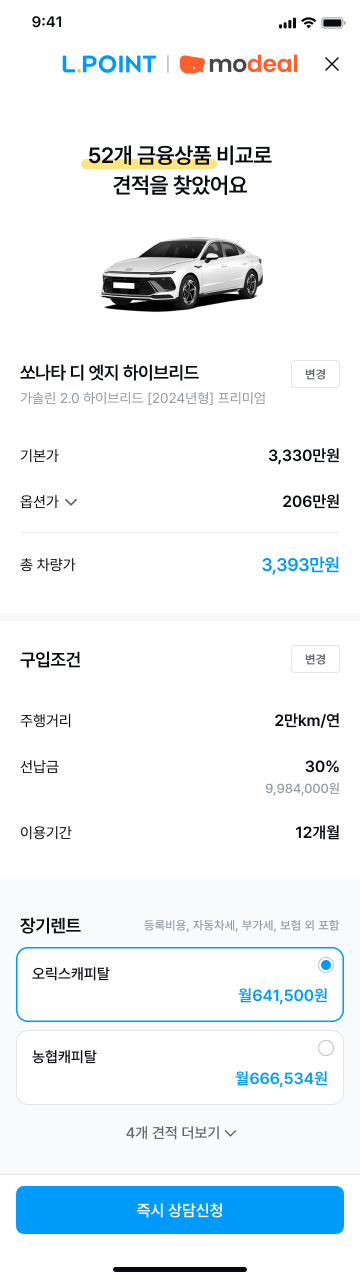 9:41
L.POINT | modeal
52개 금융상품 비교로
견적을 찾았어요
쏘나타 디 엣지 하이브리드
변경
가솔린 2.0 하이브리드 [2024년형] 프리미엄
기본가 3,330만원
옵션가 206만원
총 차량가 3,393만원
구입조건 변경
주행거리 2만km/연
선납금 30%
9,984,000원
이용기간 12개월
장기렌트 등록비용, 자동차세, 부가세, 보험 외 포함
오릭스캐피탈
월641,500원
농협캐피탈
월666,534원
4개 견적 더보기
즉시 상담신청